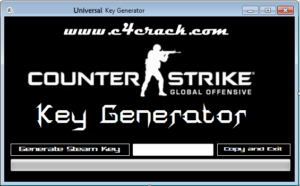 Universal Key Generator
www.c4crack.com
COUNTER STRIKE
GLOBAL OFFENSIVE
Key Generator
Generate Steam Key
Copy and Exit